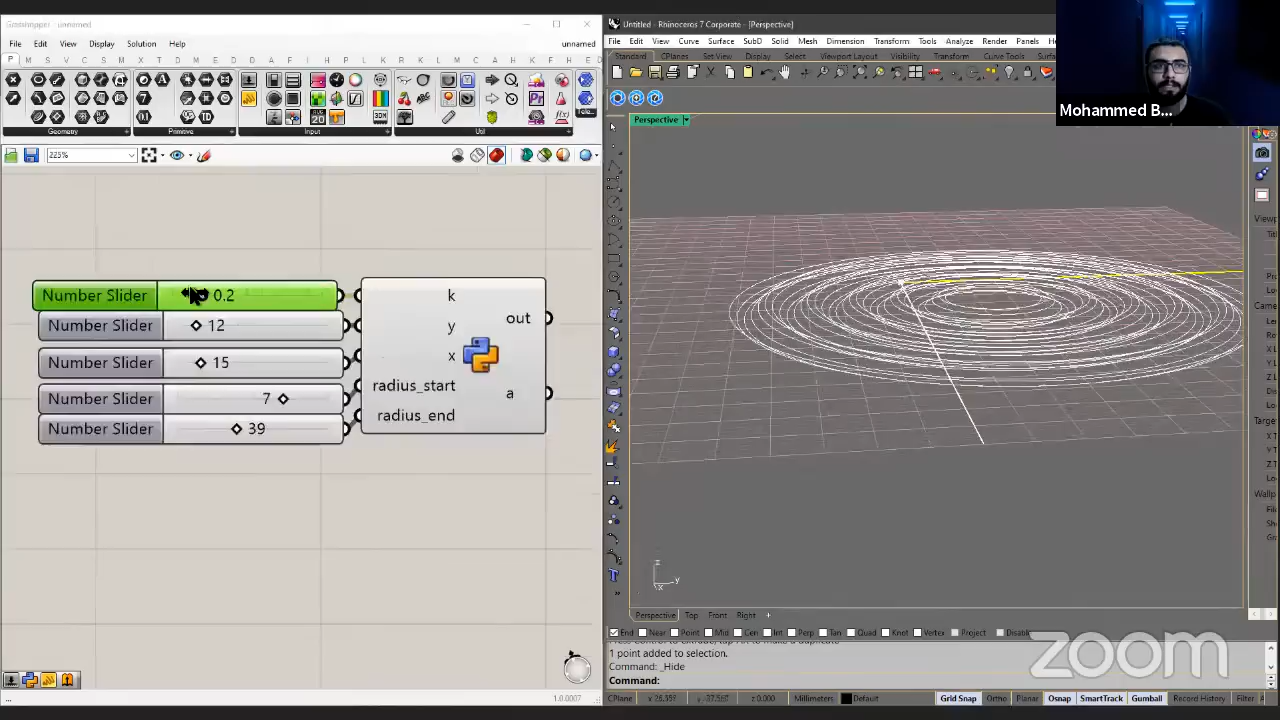 Grasshopper - unnamed
File Edit View Display Solution Help
unnamed
Geometry
Primitive
Input
Util
225%
Number Slider 0.2
Number Slider 12
Number Slider 15
Number Slider 7
Number Slider 39
k
y
x
radius_start
radius_end
out
a
1.0.0007
Untitled - Rhinoceros 7 Corporate - [Perspective]
File Edit View Curve Surface SubD Solid Mesh Dimension Transform Tools Analyze Render Panels
Standard CPlanes Set View Display Select Viewport Layout Visibility Transform Curve Tools
Mohammed B...
Perspective
z
y
x
Perspective Top Front Right
End Near Point Mid Cen Int Perp Tan Quad Knot Vertex Project
1 point added to selection.
Command: _Hide
Command:
CPlane
z 0.000 Millimeters Default Grid Snap Ortho Planar Osnap SmartTrack Gumball Record History Filter
zoom